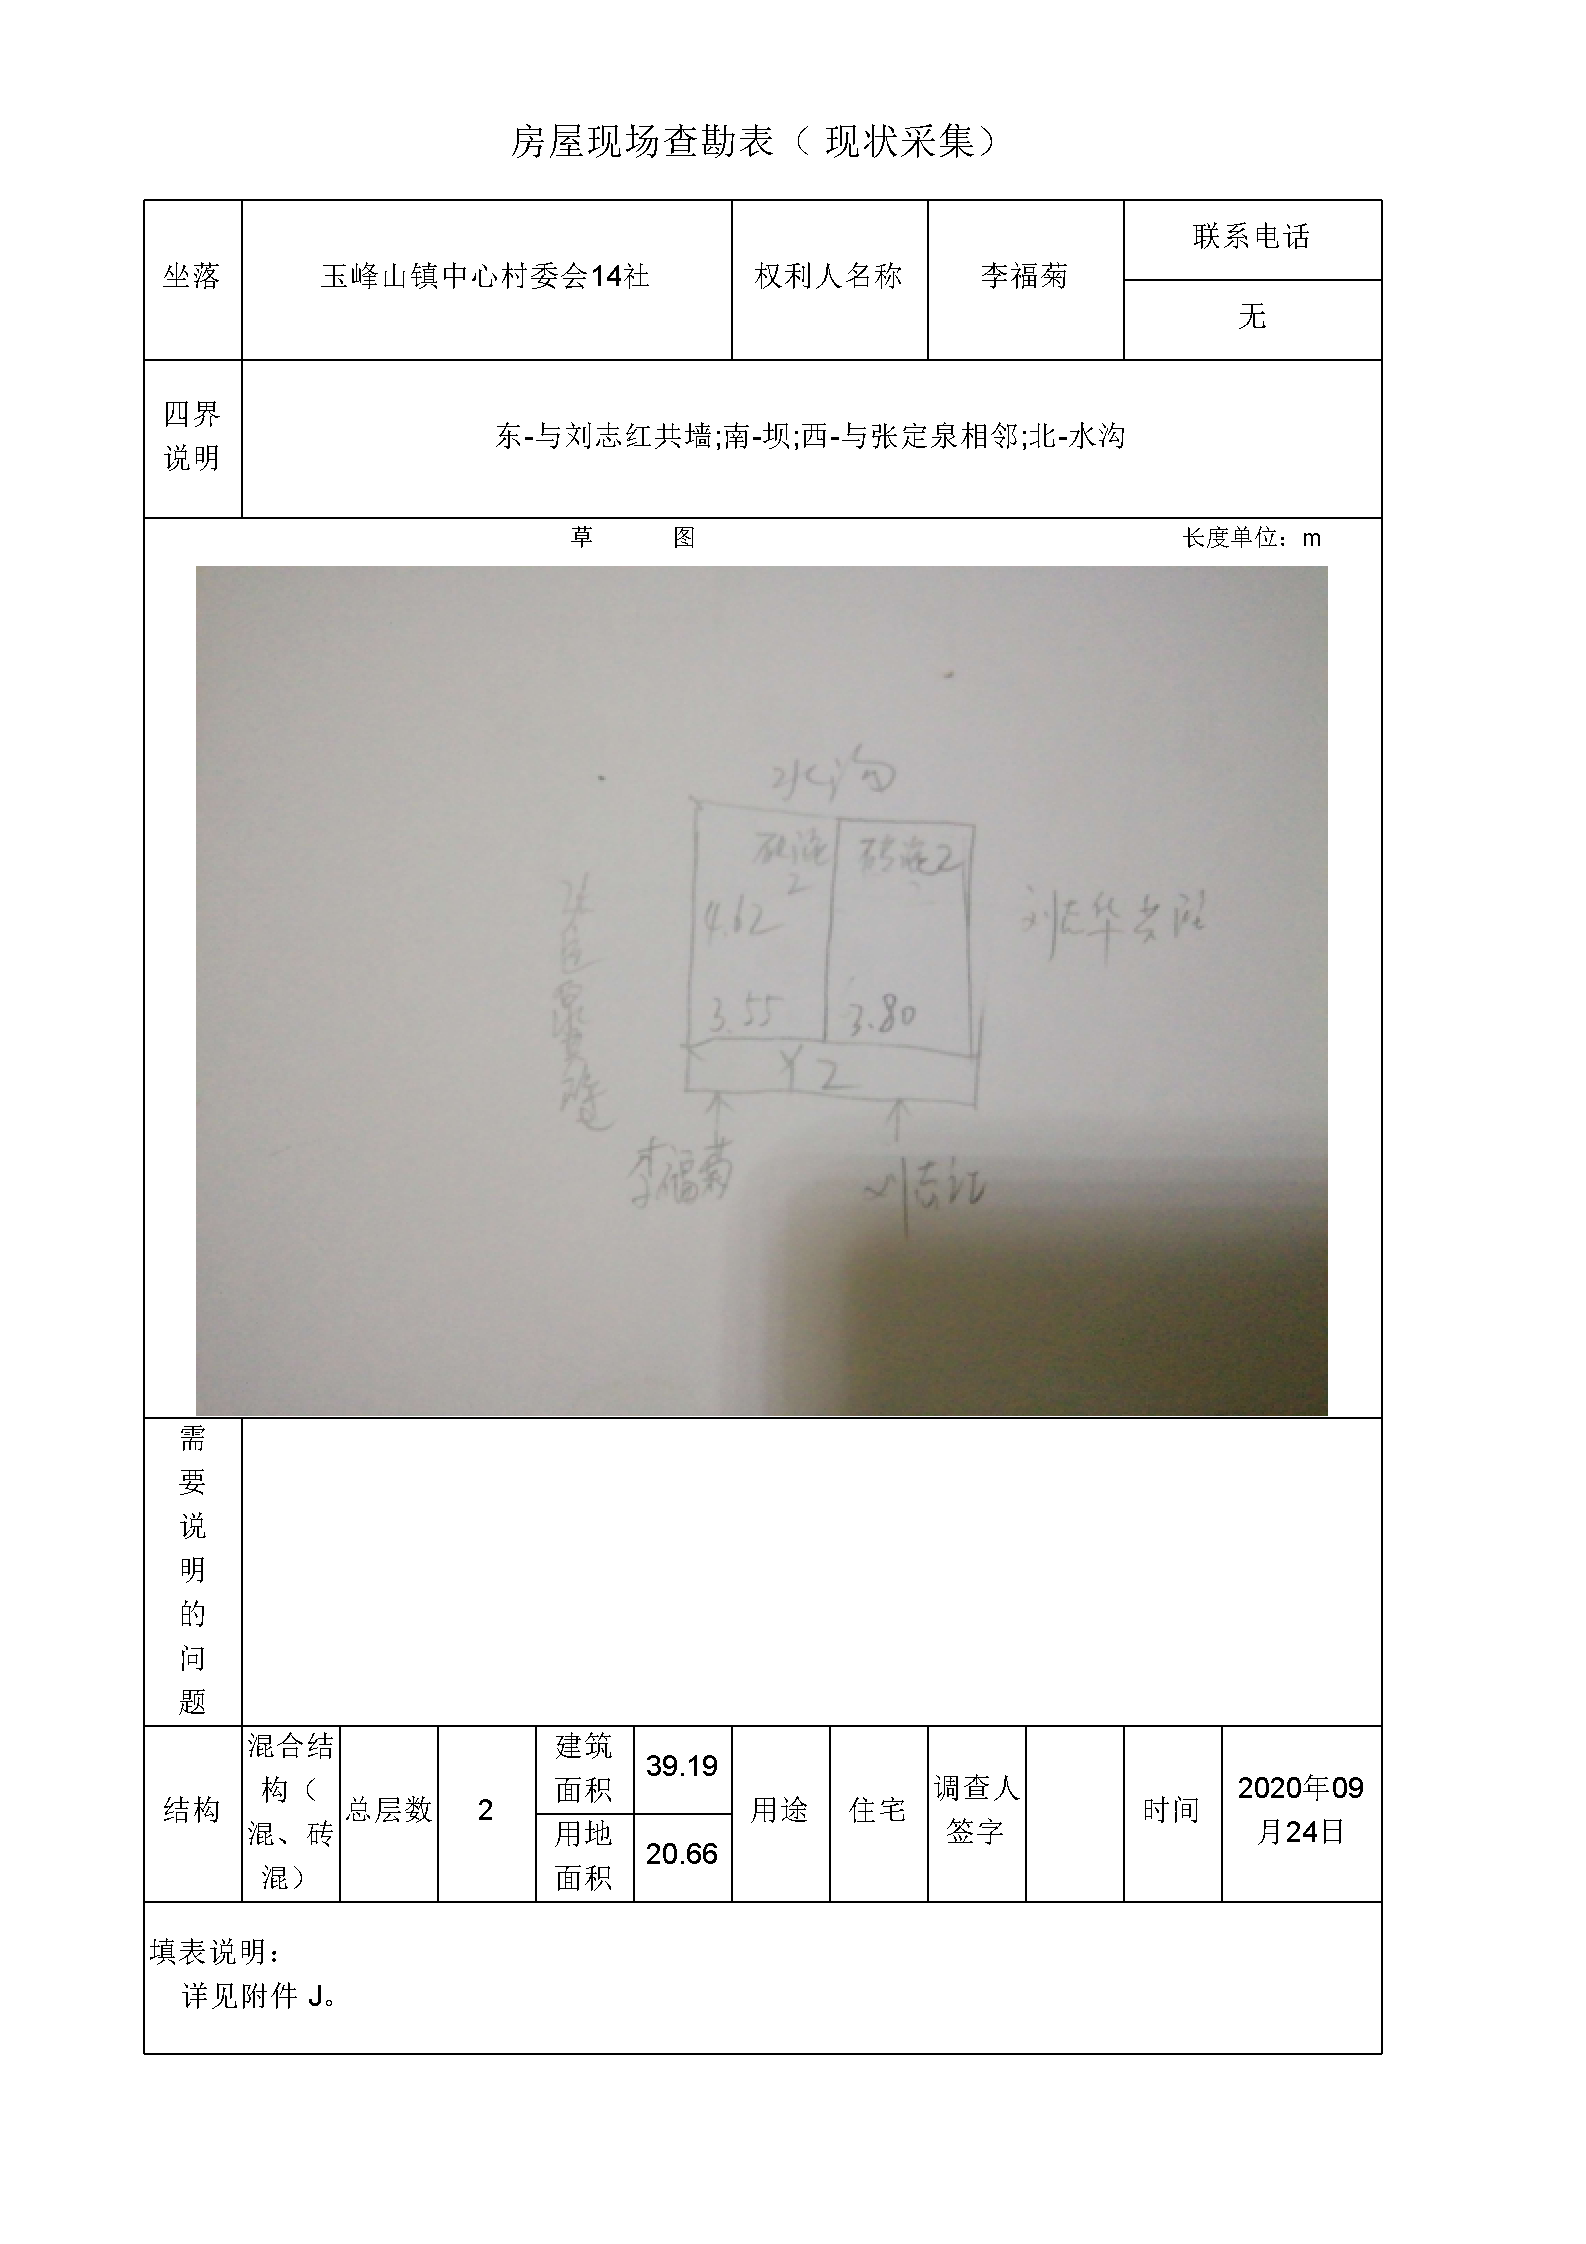 房屋现场查勘表（ 现状采集）
坐落
玉峰山镇中心村委会14社
权利人名称
李福菊
联系电话
无
四界
说明
东-与刘志红共墙;南-坝;西-与张定泉相邻;北-水沟
草 图
长度单位：m
水沟
砖混
2
砖混2
4.62
3.55
3.80
Y 2
刘志华共
李福菊
刘志红
需
要
说
明
的
问
题
结构
混合结
构（
混、砖
混）
总层数
2
建筑
面积
39.19
用地
面积
20.66
用途
住宅
调查人
签字
时间
2020年09
月24日
填表说明：
详见附件 J。